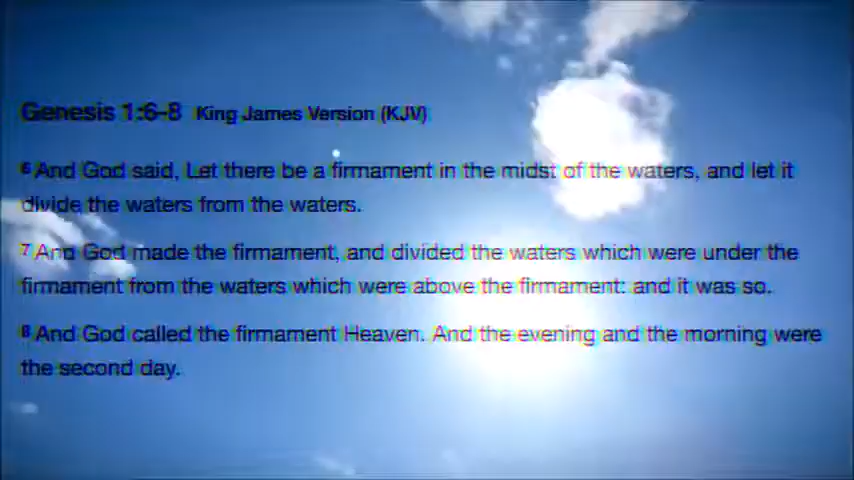 Genesis 1:6-8 King James Version (KJV)
6 And God said, Let there be a firmament in the midst of the waters, and let it
divide the waters from the waters.
7 And God made the firmament, and divided the waters which were under the
firmament from the waters which were above the firmament: and it was so.
8 And God called the firmament Heaven. And the evening and the morning were
the second day.